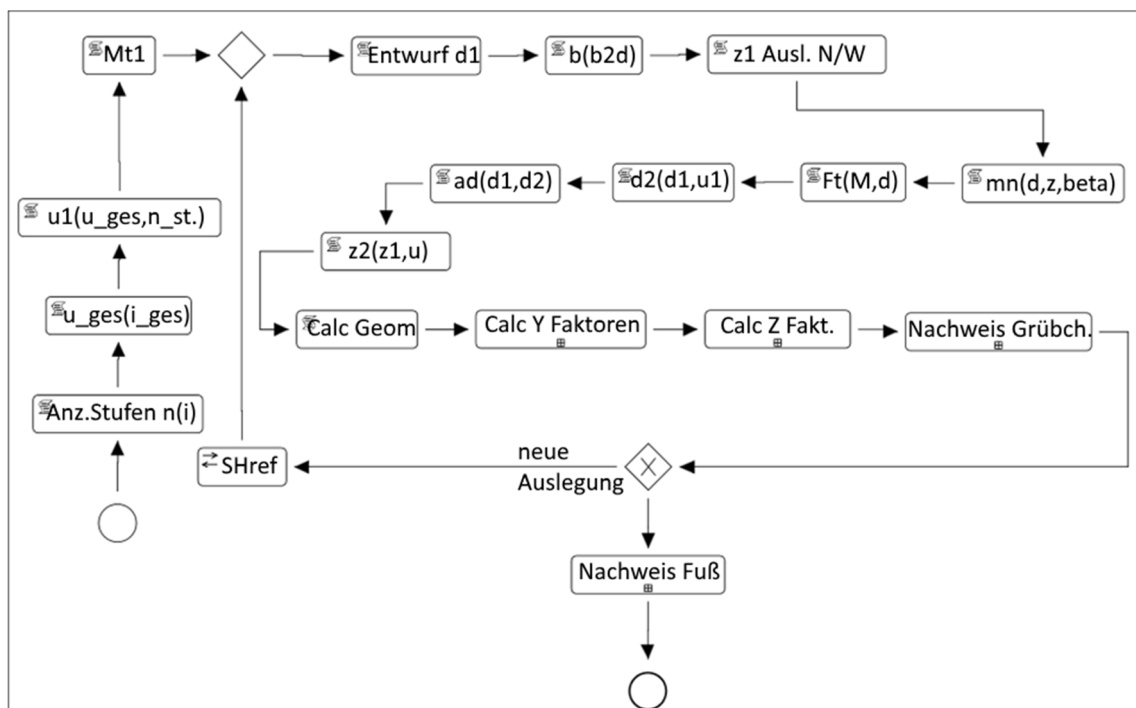 Mt1
Entwurf d1
b(b2d)
z1 Ausl. N/W
ad(d1,d2)
d2(d1,u1)
Ft(M,d)
mn(d,z,beta)
u1(u_ges,n_st.)
z2(z1,u)
u_ges(i_ges)
Calc Geom
Calc Y Faktoren
Calc Z Fakt.
Nachweis Grübch.
Anz.Stufen n(i)
SHref
neue
Auslegung
Nachweis Fuß